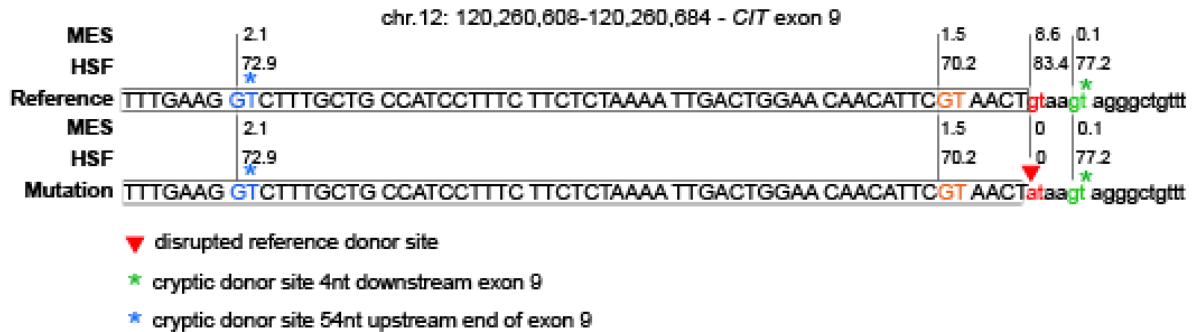 chr.12: 120,260,608-120,260,684 - CIT exon 9
MES 2.1 1.5 8.6 0.1
HSF 72.9 70.2 83.4 77.2
*
*
Reference TTTGAAG GTCTTTGCTG CCATCCTTTC TTCTCTAAAA TTGACTGGAA CAACATTCGT AACTgtaagt agggctgttt
MES 2.1 1.5 0 0.1
HSF 72.9 70.2 0 77.2
*
*
Mutation TTTGAAG GTCTTTGCTG CCATCCTTTC TTCTCTAAAA TTGACTGGAA CAACATTCGT AACTataagt agggctgttt
disrupted reference donor site
* cryptic donor site 4nt downstream exon 9
* cryptic donor site 54nt upstream end of exon 9